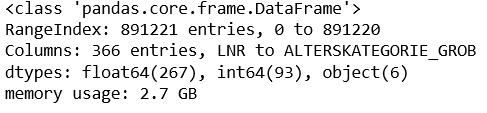 <class 'pandas.core.frame.DataFrame'>
RangeIndex: 891221 entries, 0 to 891220
Columns: 366 entries, LNR to ALTERSKATEGORIE_GROB
dtypes: float64(267), int64(93), object(6)
memory usage: 2.7 GB